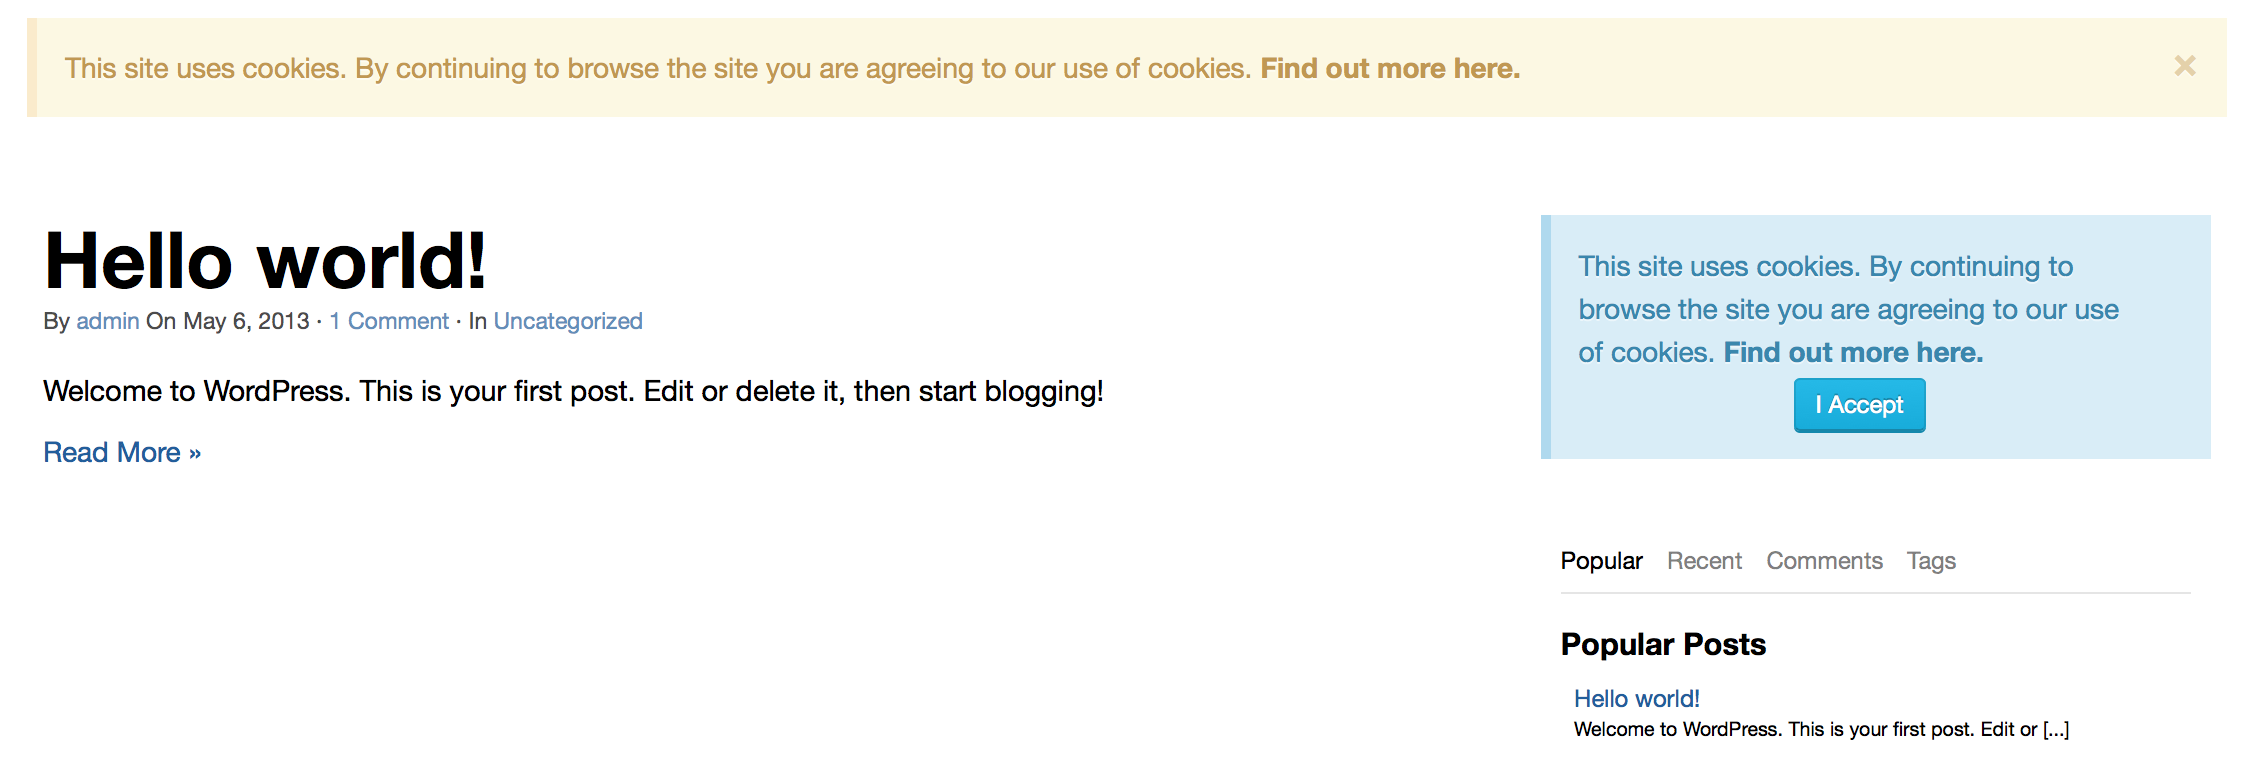 This site uses cookies. By continuing to browse the site you are agreeing to our use of cookies. Find out more here. ×
Hello world!
By admin On May 6, 2013 · 1 Comment · In Uncategorized
Welcome to WordPress. This is your first post. Edit or delete it, then start blogging!
Read More »
This site uses cookies. By continuing to
browse the site you are agreeing to our use
of cookies. Find out more here.
I Accept
Popular Recent Comments Tags
Popular Posts
Hello world!
Welcome to WordPress. This is your first post. Edit or [...]